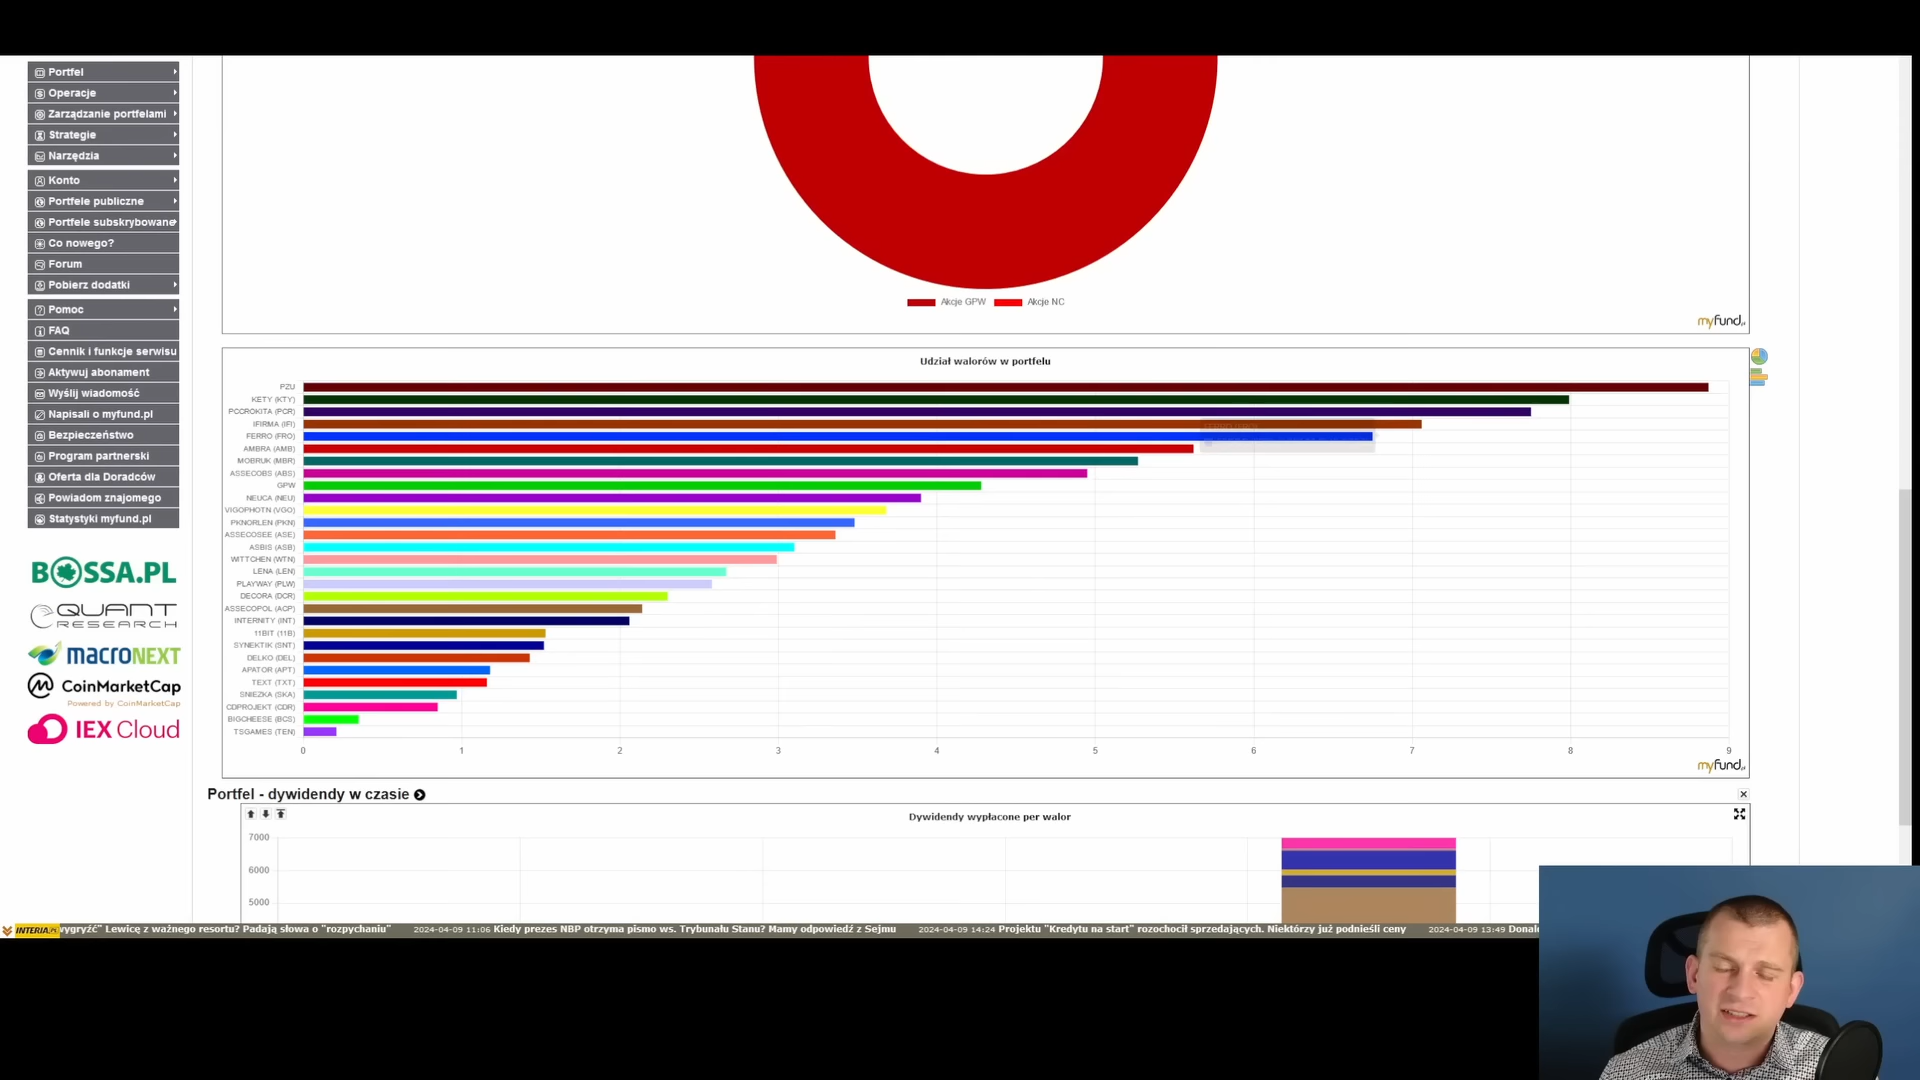 Portfel
Operacje
Zarządzanie portfelami
Strategie
Narzędzia
Konto
Portfele publiczne
Portfele subskrybowane
Co nowego?
Forum
Pobierz dodatki
Pomoc
FAQ
Cennik i funkcje serwisu
Aktywuj abonament
Wyślij wiadomość
Napisali o myfund.pl
Bezpieczeństwo
Program partnerski
Oferta dla Doradców
Powiadom znajomego
Statystyki myfund.pl
BOSSA.PL
QUANT
RESEARCH
macroNEXT
CoinMarketCap
Powered by CoinMarketCap
IEX Cloud
Akcje GPW Akcje NC
myfund
Udział walorów w portfelu
PZU
KETY (KTY)
PCCROKITA (PCR)
IFIRMA (IFI)
FERRO (FRO)
AMBRA (AMB)
MOBRUK (MBR)
ASSECOBS (ABS)
GPW
NEUCA (NEU)
VIGOPHOTN (VGO)
PKNORLEN (PKN)
ASSECOSEE (ASE)
ASBIS (ASB)
WITTCHEN (WTN)
LENA (LEN)
PLAYWAY (PLW)
DECORA (DCR)
ASSECOPOL (ACP)
INTERNITY (INT)
11BIT (11B)
SYNEKTIK (SNT)
DELKO (DEL)
APATOR (APT)
TEXT (TXT)
SNIEZKA (SKA)
CDPROJEKT (CDR)
BIGCHEESE (BCS)
TSGAMES (TEN)
0 1 2 3 4 5 6 7 8 9
myfund
Portfel - dywidendy w czasie
Dywidendy wypłacone per walor
7000
6000
5000
INTERIA.PL wygryźć" Lewicę z ważnego resortu? Padają słowa o "rozpychaniu" 2024-04-09 11:06 Kiedy prezes NBP otrzyma pismo ws. Trybunału Stanu? Mamy odpowiedź z Sejmu 2024-04-09 14:24 Projektu "Kredytu na start" rozochocił sprzedających. Niektórzy już podnieśli ceny 2024-04-09 13:49 Donal